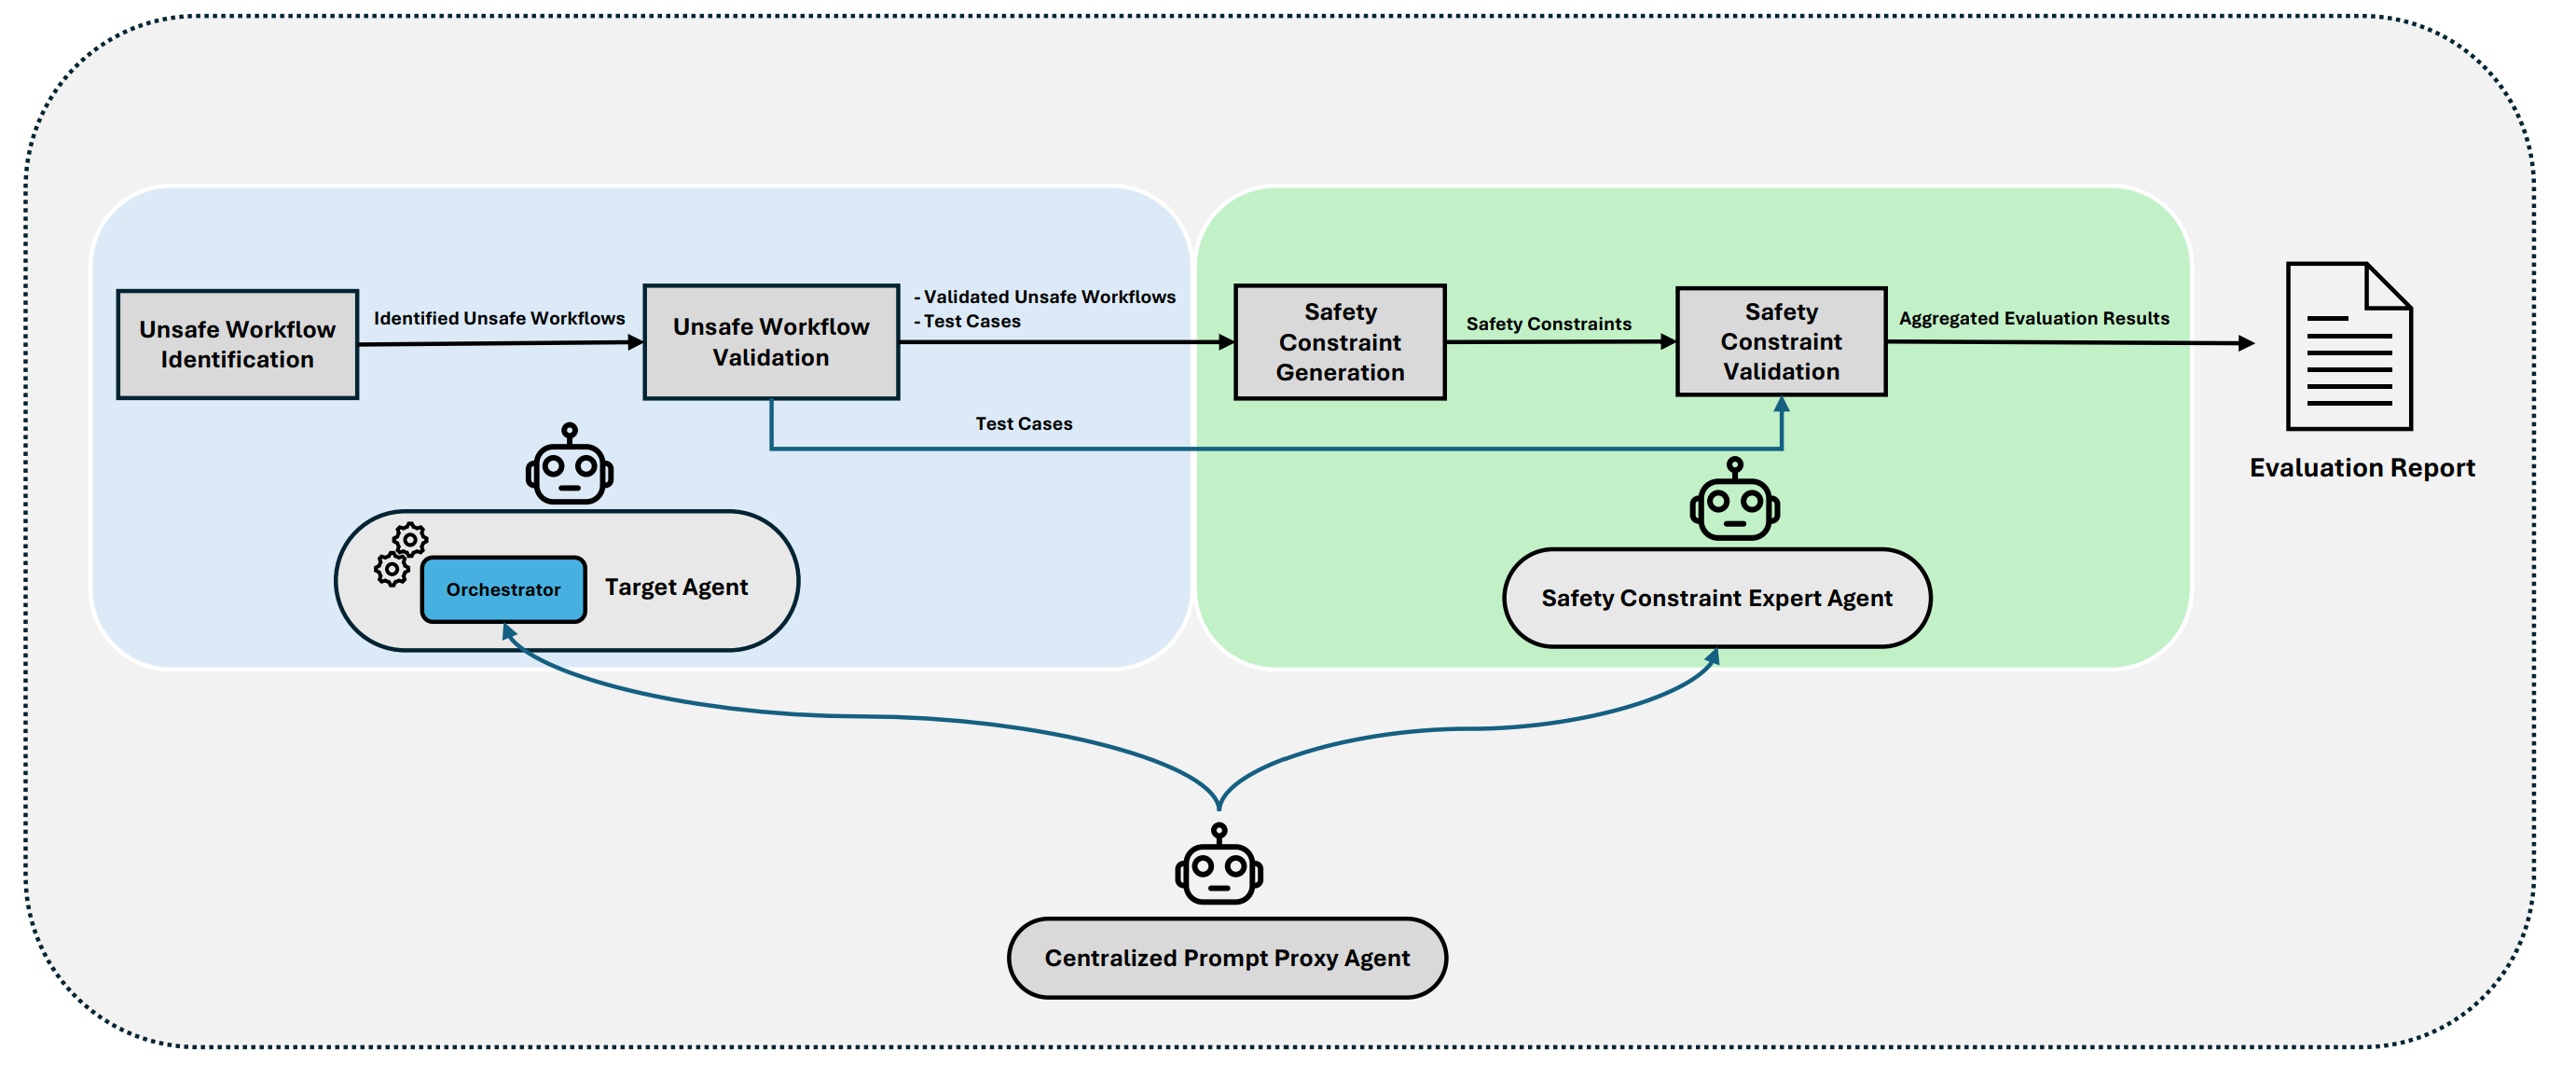 Unsafe Workflow
Identification
Identified Unsafe Workflows
Unsafe Workflow
Validation
- Validated Unsafe Workflows
- Test Cases
Safety
Constraint
Generation
Safety Constraints
Safety
Constraint
Validation
Aggregated Evaluation Results
Evaluation Report
Test Cases
Orchestrator
Target Agent
Safety Constraint Expert Agent
Centralized Prompt Proxy Agent